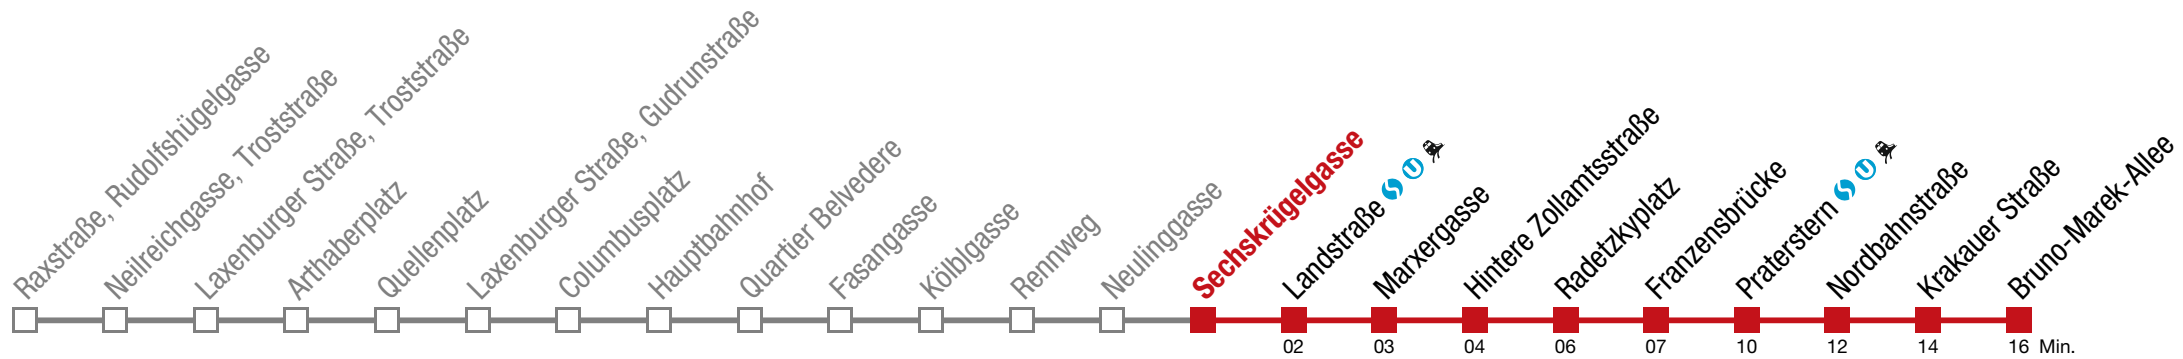 Raxstraße, Rudolfshügelgasse
Neilreichgasse, Troststraße
Laxenburger Straße, Troststraße
Arthaberplatz
Quellenplatz
Laxenburger Straße, Gudrunstraße
Columbusplatz
Hauptbahnhof
Quartier Belvedere
Fasangasse
Kölblgasse
Rennweg
Neulinggasse
Sechskrügelgasse
Landstraße S U
Marxergasse
Hintere Zollamtsstraße
Radetzkyplatz
Franzensbrücke
Praterstern S U
Nordbahnstraße
Krakauer Straße
Bruno-Marek-Allee
02 03 04 06 07 10 12 14 16 Min.